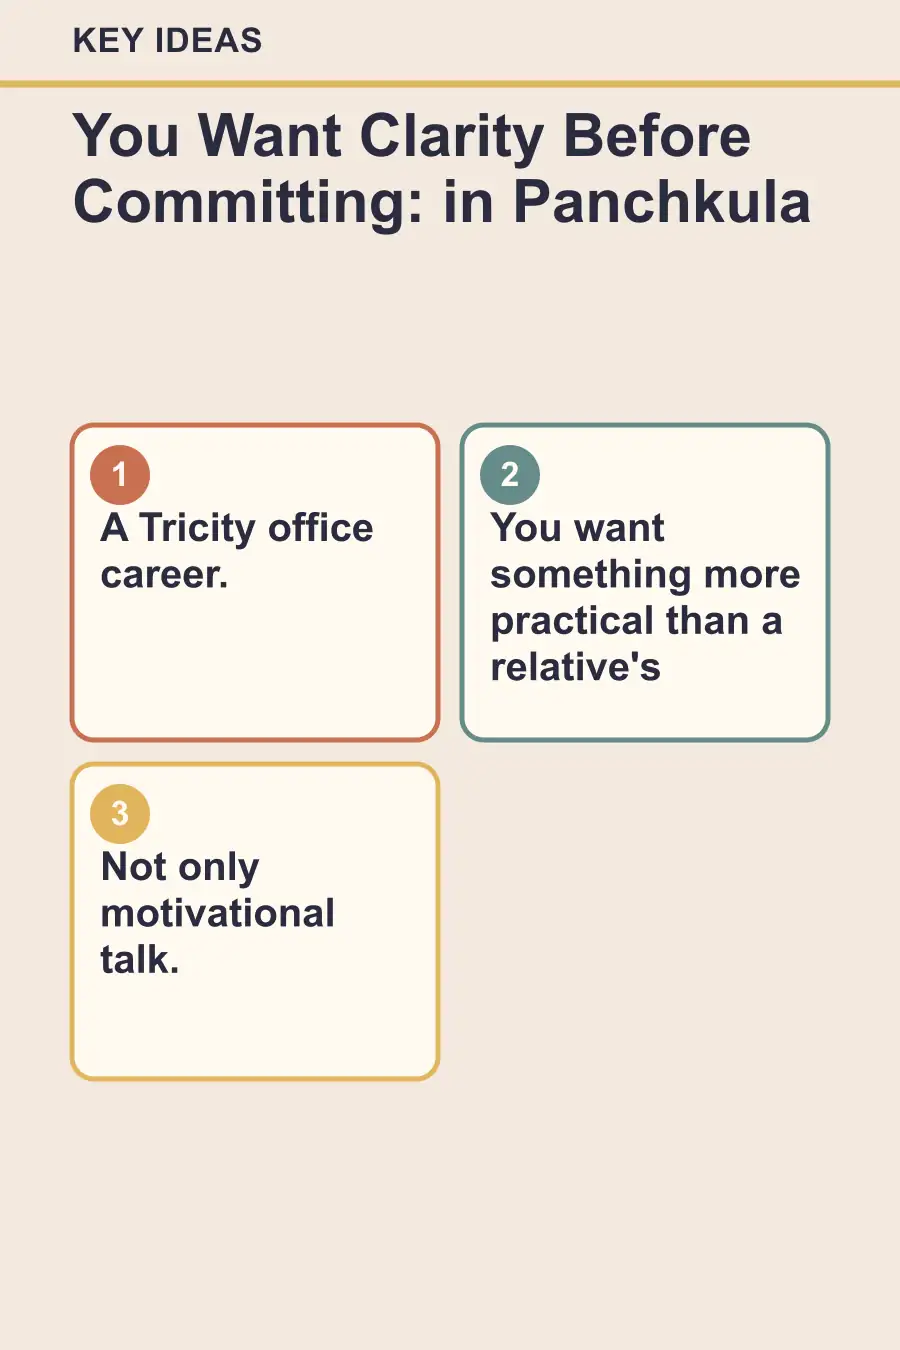 KEY IDEAS
You Want Clarity Before
Committing: in Panchkula
1
A Tricity office
career.
2
You want
something more
practical than a
relative's
3
Not only
motivational
talk.